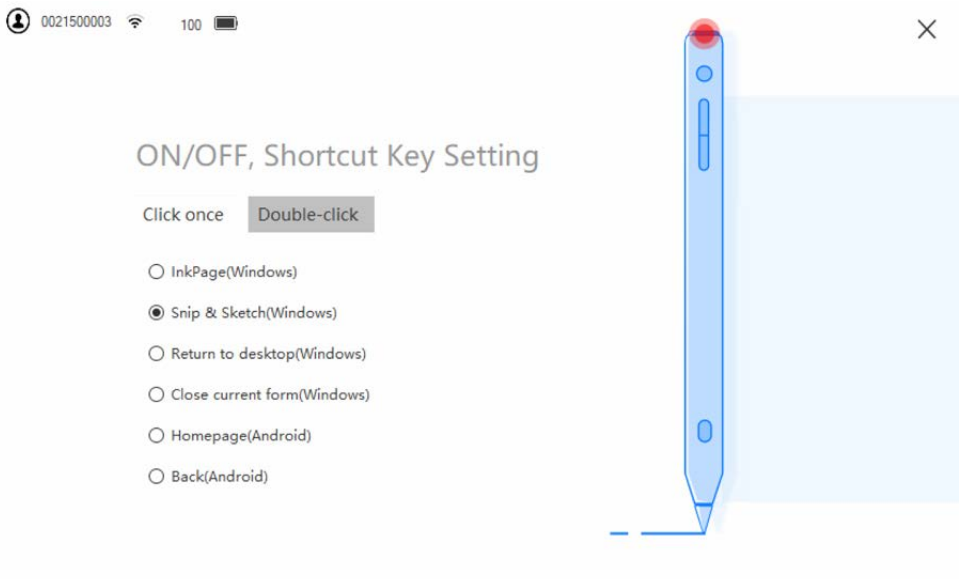 0021500003 100
ON/OFF, Shortcut Key Setting
Click once Double-click
InkPage(Windows)
Snip & Sketch(Windows)
Return to desktop(Windows)
Close current form(Windows)
Homepage(Android)
Back(Android)